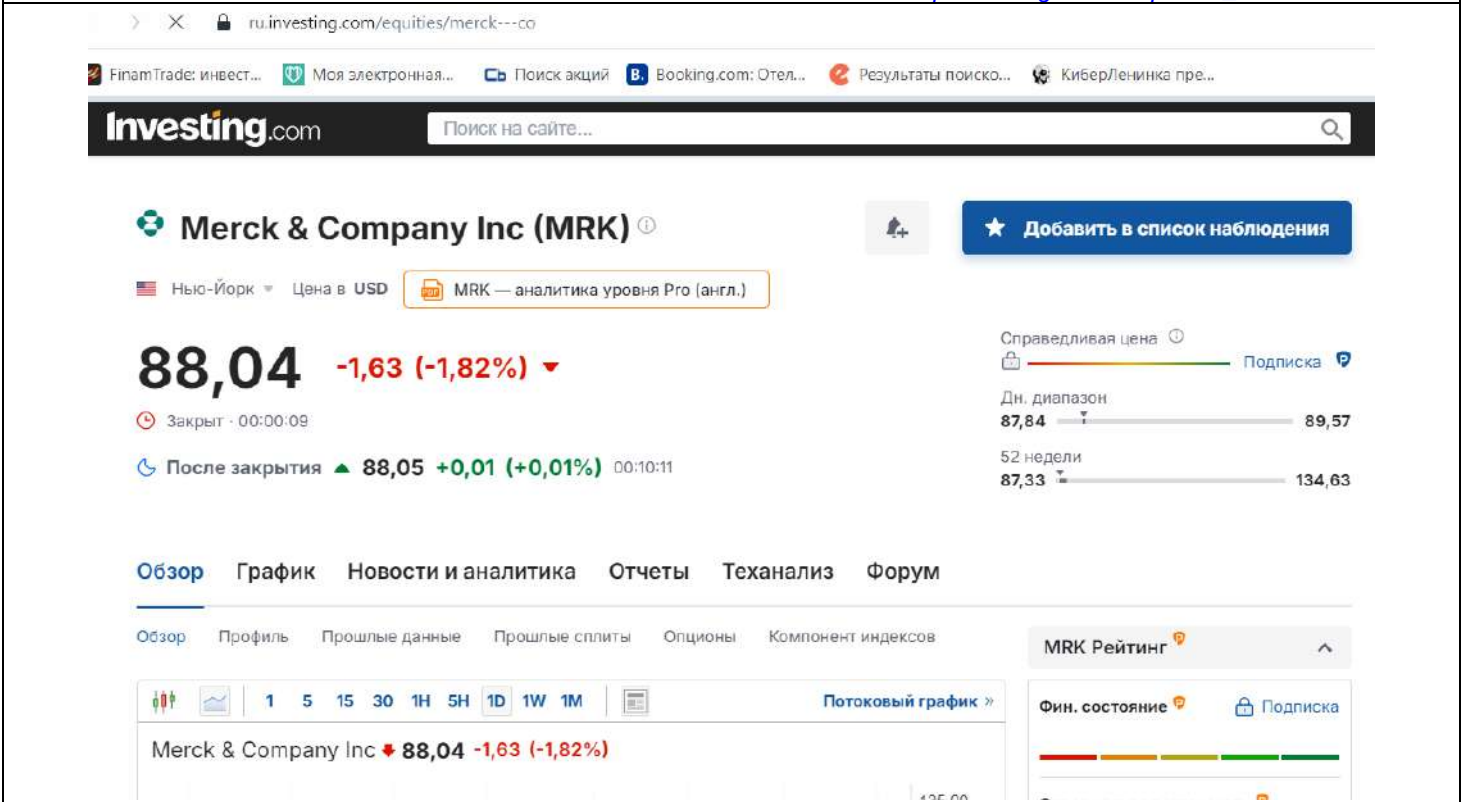 ru.investing.com/equities/merck---co
FinamTrade: инвест... Моя электронная... Сb Поиск акций B. Booking.com: Отел... Результаты поиско... КиберЛенинка пре...
Investing.com Поиск на сайте...
Merck & Company Inc (MRK)
Добавить в список наблюдения
Нью-Йорк Цена в USD PDF MRK — аналитика уровня Pro (англ.)
88,04 -1,63 (-1,82%)
Справедливая цена
Подписка
Дн. диапазон
87,84 89,57
Закрыт · 00:00:09
После закрытия 88,05 +0,01 (+0,01%) 00:10:11
52 недели
87,33 134,63
Обзор График Новости и аналитика Отчеты Теханализ Форум
Обзор Профиль Прошлые данные Прошлые сплиты Опционы Компонент индексов
MRK Рейтинг
1 5 15 30 1H 5H 1D 1W 1M Потоковый график »
Фин. состояние Подписка
Merck & Company Inc 88,04 -1,63 (-1,82%)